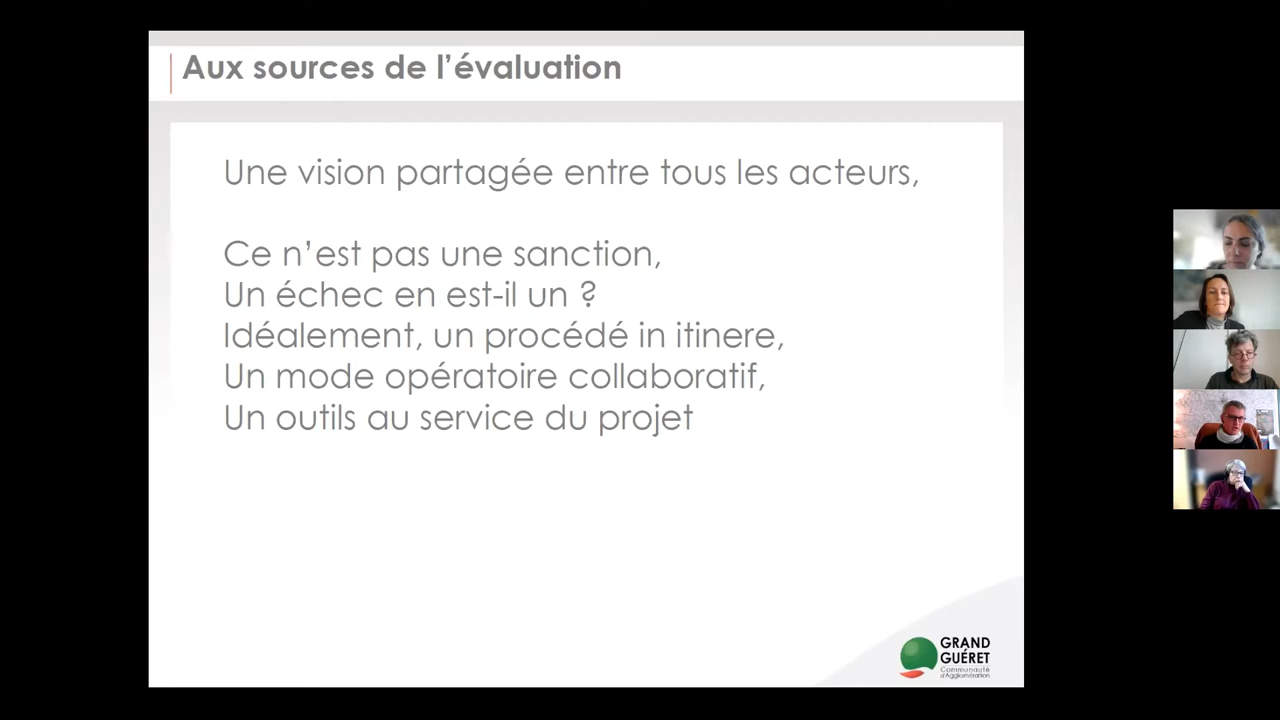 Aux sources de l’évaluation
Une vision partagée entre tous les acteurs,
Ce n’est pas une sanction,
Un échec en est-il un ?
Idéalement, un procédé in itinere,
Un mode opératoire collaboratif,
Un outils au service du projet
GRAND
GUÉRET
Communauté
d'Agglomération